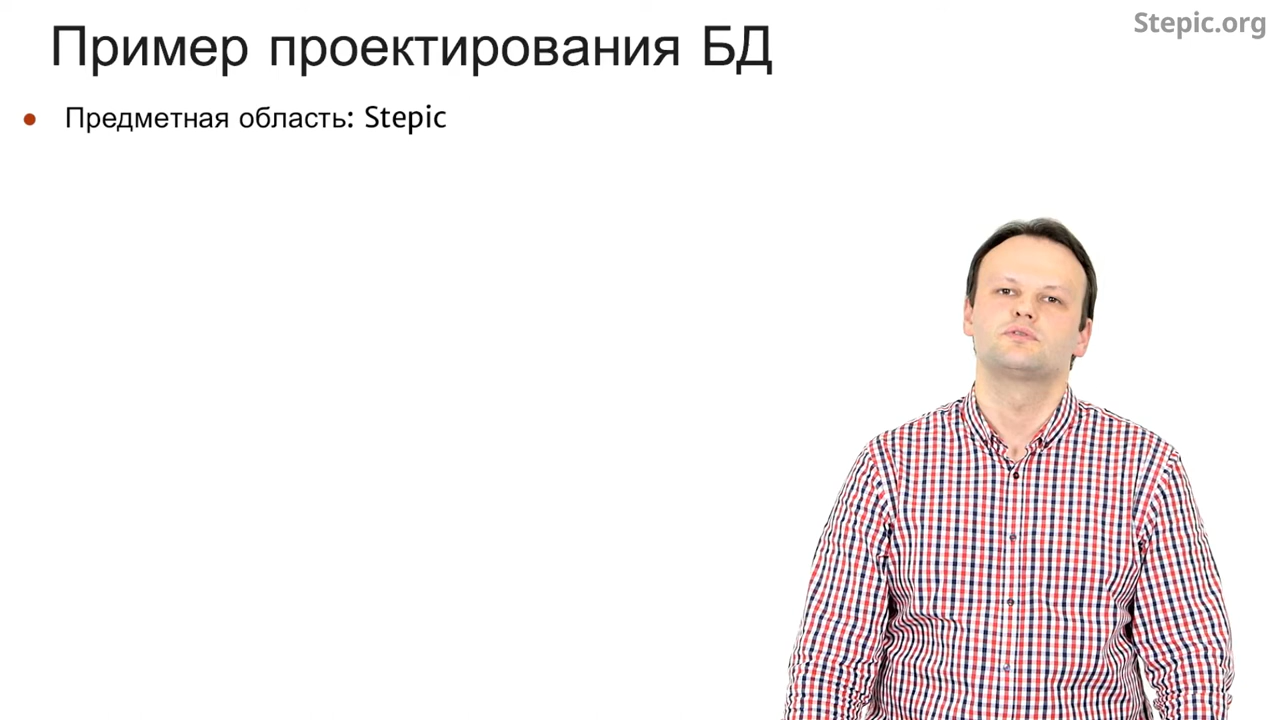 Stepic.org
Пример проектирования БД
Предметная область: Stepic